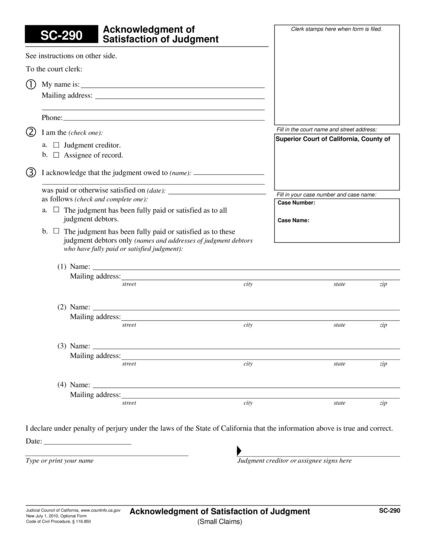 SC-290
Acknowledgment of
Satisfaction of Judgment
Clerk stamps here when form is filed.
See instructions on other side.
To the court clerk:
1 My name is:
Mailing address:
Phone:
Fill in the court name and street address:
Superior Court of California, County of
2 I am the (check one):
a. Judgment creditor.
b. Assignee of record.
3 I acknowledge that the judgment owed to (name):
was paid or otherwise satisfied on (date):
as follows (check and complete one):
Fill in your case number and case name:
Case Number:
Case Name:
a. The judgment has been fully paid or satisfied as to all
judgment debtors.
b. The judgment has been fully paid or satisfied as to these
judgment debtors only (names and addresses of judgment debtors
who have fully paid or satisfied judgment):
(1) Name:
Mailing address:
street city state zip
(2) Name:
Mailing address:
street city state zip
(3) Name:
Mailing address:
street city state zip
(4) Name:
Mailing address:
street city state zip
I declare under penalty of perjury under the laws of the State of California that the information above is true and correct.
Date:
Type or print your name
Judgment creditor or assignee signs here
Judicial Council of California, www.courtinfo.ca.gov
New July 1, 2010, Optional Form
Code of Civil Procedure, § 116.850
Acknowledgment of Satisfaction of Judgment
(Small Claims)
SC-290